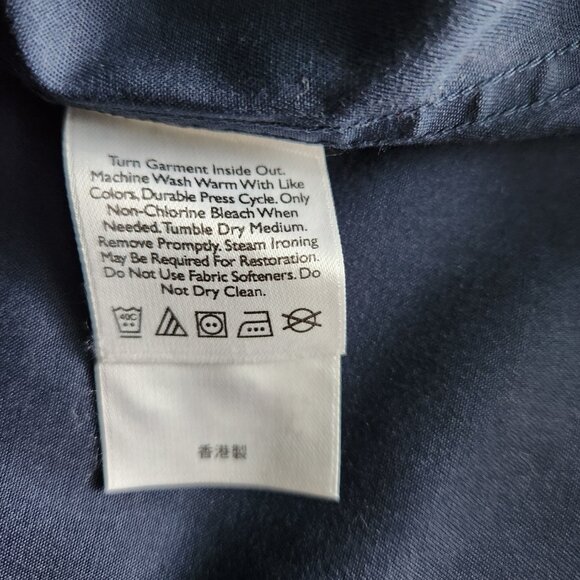 Turn Garment Inside Out.
Machine Wash Warm With Like
Colors. Durable Press Cycle. Only
Non-Chlorine Bleach When
Needed. Tumble Dry Medium.
Remove Promptly. Steam Ironing
May Be Required For Restoration.
Do Not Use Fabric Softeners. Do
Not Dry Clean.
40C
香港製